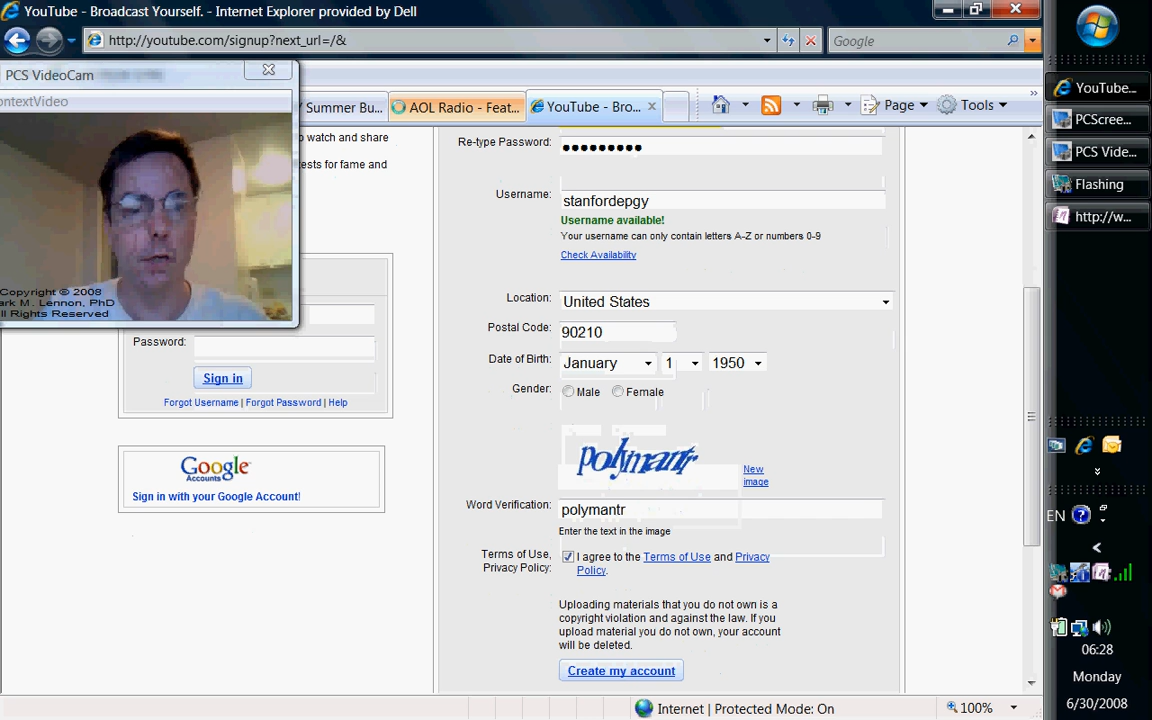 YouTube - Broadcast Yourself. - Internet Explorer provided by Dell
http://youtube.com/signup?next_url=/&
Google
PCS VideoCam
ontextVideo
Summer Bu...
AOL Radio - Feat...
YouTube - Bro...
Page
Tools
o watch and share
ests for fame and
Copyright © 2008
ark M. Lennon, PhD
ll Rights Reserved
Password:
Sign in
Forgot Username | Forgot Password | Help
Google
Accounts
Sign in with your Google Account!
Re-type Password:
Username: stanfordepgy
Username available!
Your username can only contain letters A-Z or numbers 0-9
Check Availability
Location: United States
Postal Code: 90210
Date of Birth: January 1 1950
Gender: Male Female
polymantr
New
image
Word Verification: polymantr
Enter the text in the image
Terms of Use,
Privacy Policy:
I agree to the Terms of Use and Privacy
Policy.
Uploading materials that you do not own is a
copyright violation and against the law. If you
upload material you do not own, your account
will be deleted.
Create my account
Internet | Protected Mode: On
100%
YouTube...
PCScree...
PCS Vide...
Flashing
http://w...
EN
06:28
Monday
6/30/2008